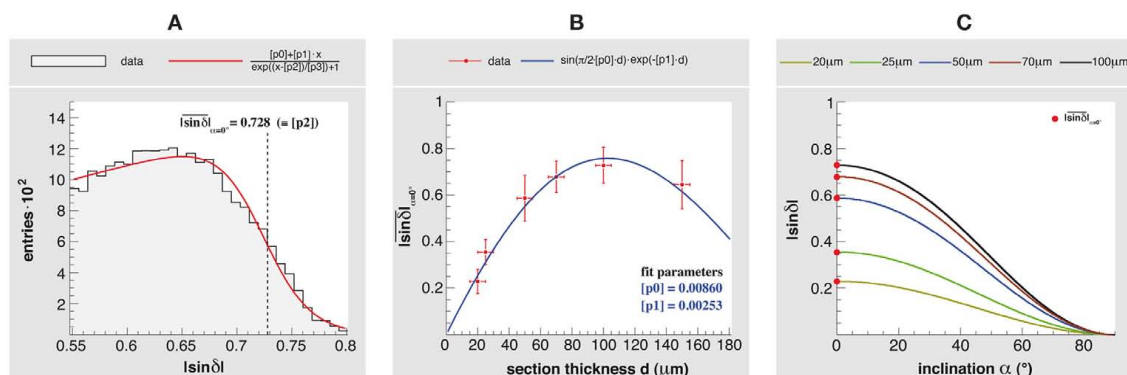 A
data
[p0]+[p1]·x
exp((x-[p2])/[p3])+1
14
12
10
8
6
4
2
entries·10²
|sinδ|α=0° = 0.728 (≡ [p2])
0.55 0.6 0.65 0.7 0.75 0.8
|sinδ|
B
data
sin(π/2·[p0]·d)·exp(-[p1]·d)
1
0.8
0.6
0.4
0.2
|sinδ|α=0°
fit parameters
[p0] = 0.00860
[p1] = 0.00253
0 20 40 60 80 100 120 140 160 180
section thickness d (μm)
C
20μm 25μm 50μm 70μm 100μm
1
0.8
0.6
0.4
0.2
|sinδ|
|sinδ|α=0°
0 20 40 60 80
inclination α (°)